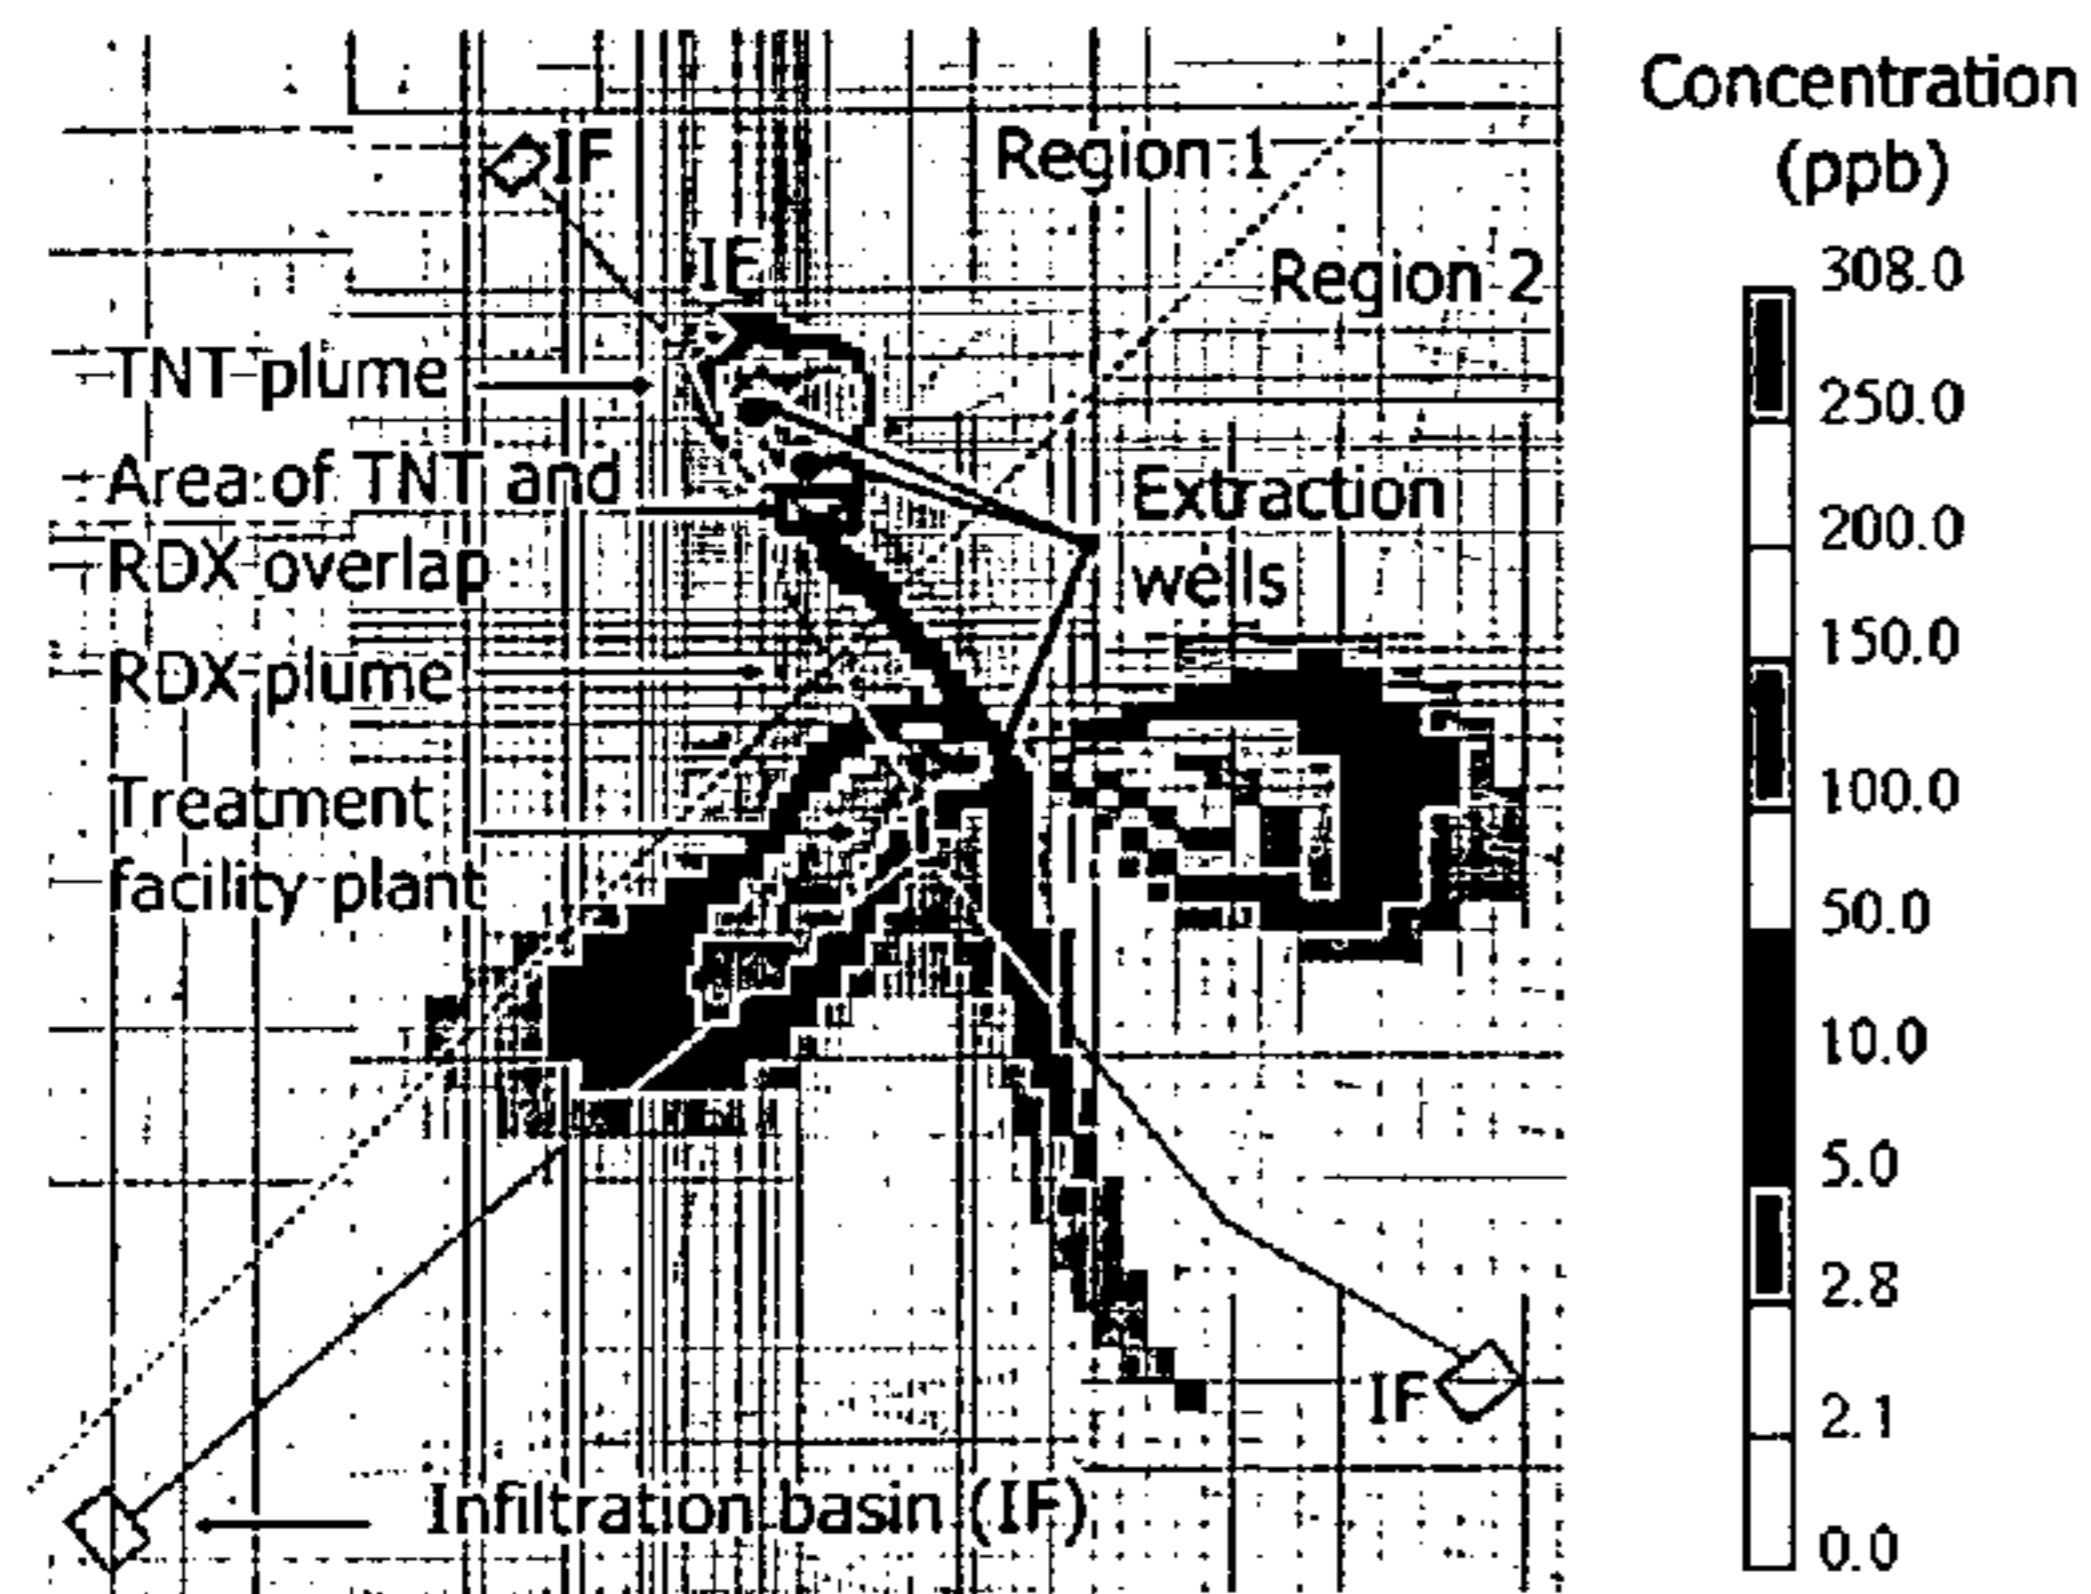 IF
Region 1
IF
Region 2
TNT plume
Area of TNT and
RDX overlap
Extraction
wells
RDX plume
Treatment
facility plant
IF
Infiltration basin (IF)
Concentration
(ppb)
308.0
250.0
200.0
150.0
100.0
50.0
10.0
5.0
2.8
2.1
0.0